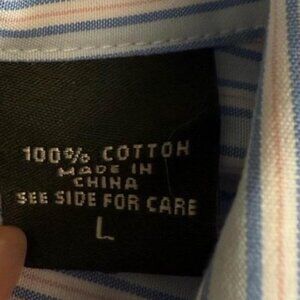 100% COTTON
MADE IN
CHINA
SEE SIDE FOR CARE
L